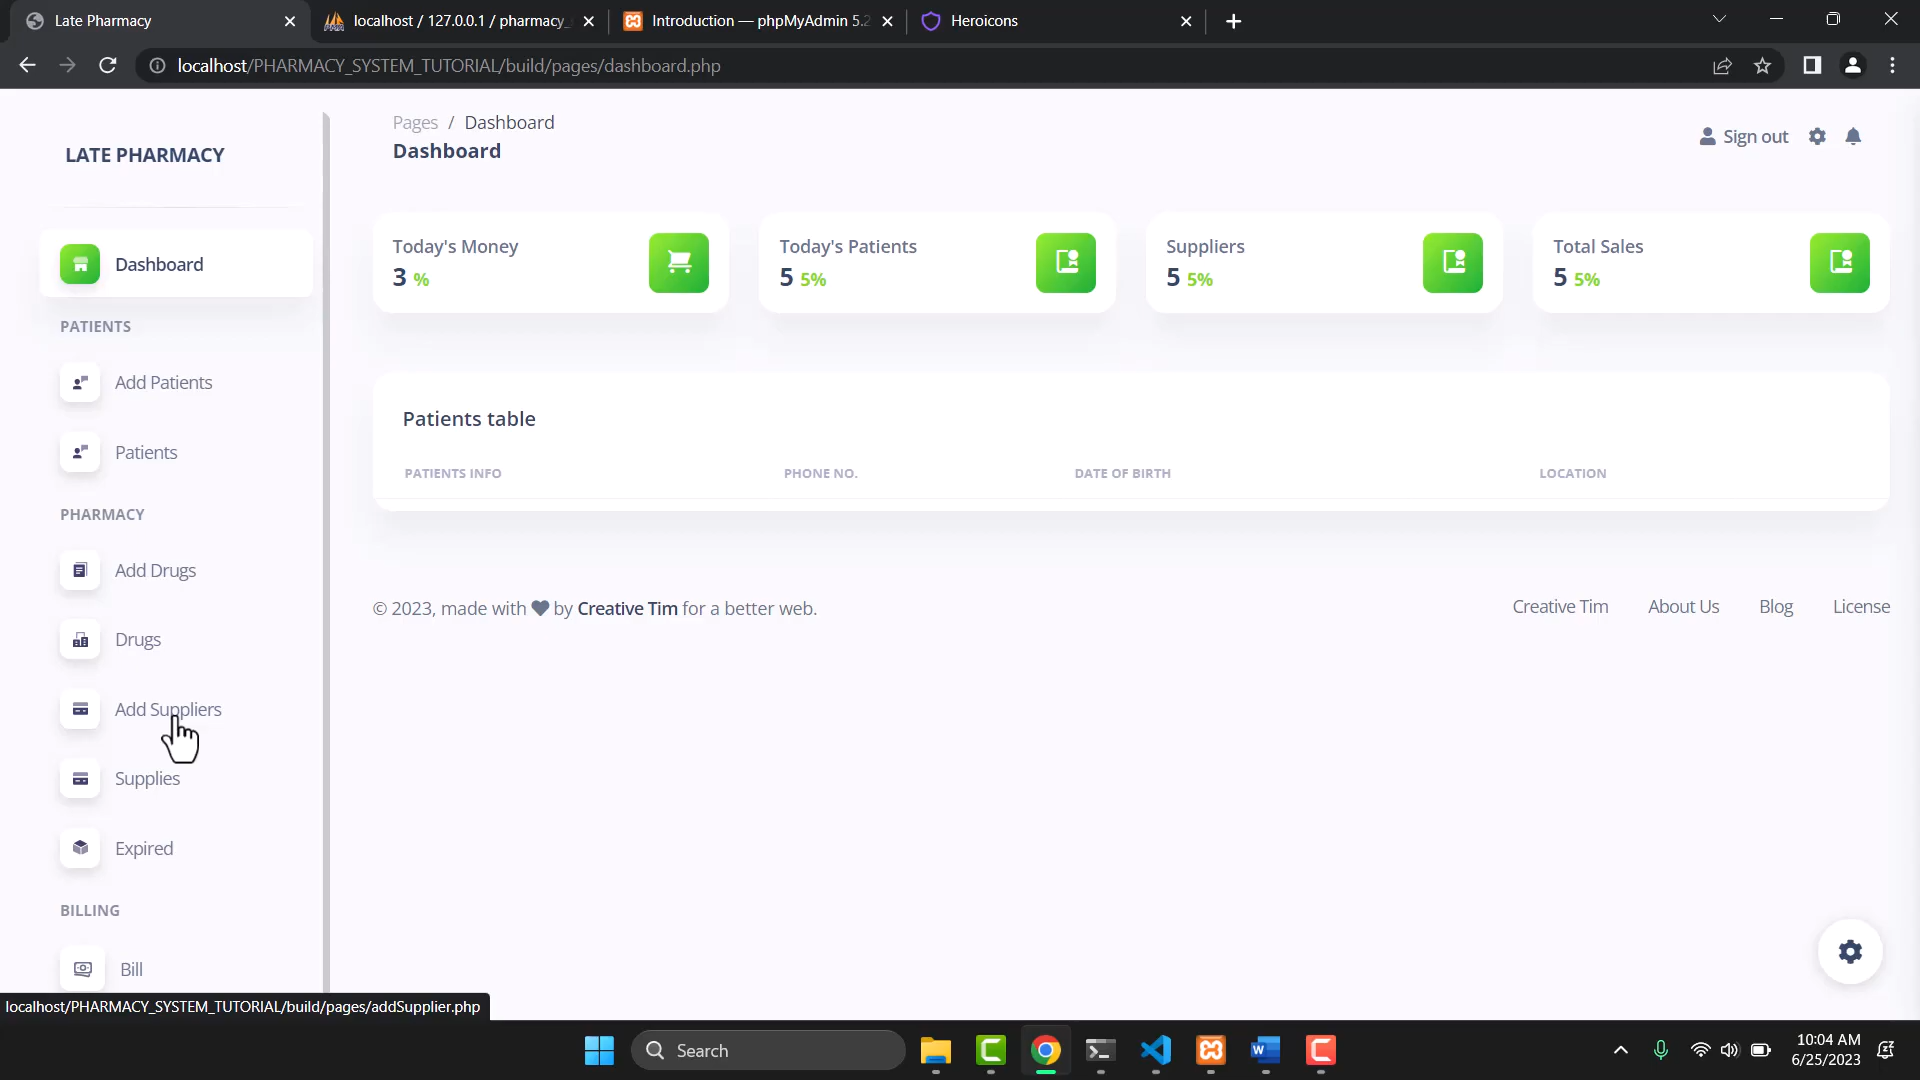 Late Pharmacy
localhost / 127.0.0.1 / pharmacy_
Introduction — phpMyAdmin 5.2
Heroicons
localhost/PHARMACY_SYSTEM_TUTORIAL/build/pages/dashboard.php
LATE PHARMACY
Dashboard
PATIENTS
Add Patients
Patients
PHARMACY
Add Drugs
Drugs
Add Suppliers
Supplies
Expired
BILLING
Bill
Pages / Dashboard
Dashboard
Sign out
Today's Money
3 %
Today's Patients
5 5%
Suppliers
5 5%
Total Sales
5 5%
Patients table
PATIENTS INFO PHONE NO. DATE OF BIRTH LOCATION
© 2023, made with by Creative Tim for a better web.
Creative Tim About Us Blog License
localhost/PHARMACY_SYSTEM_TUTORIAL/build/pages/addSupplier.php
Search
10:04 AM
6/25/2023